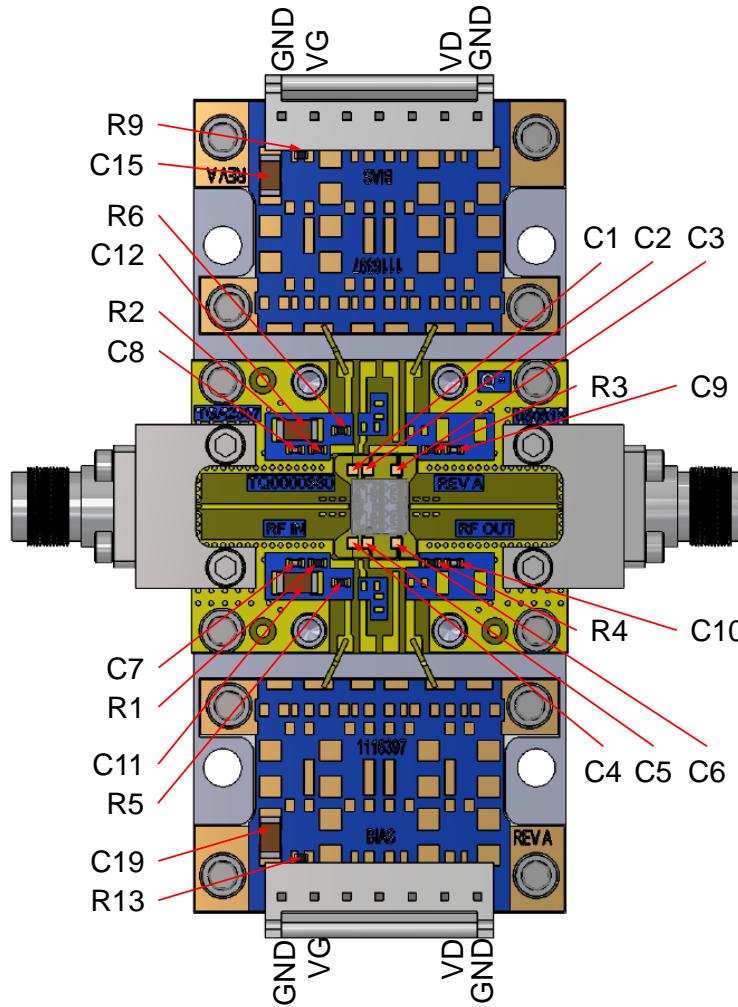 GND VG VD GND
R9
C15
REV A
BIAS
R6
C12
1116397
C1 C2 C3
R2
C8
R3 C9
TQ0000880
REV A
RF IN
RF OUT
C7
R1
R4 C10
C11
R5
1116397
C4 C5 C6
C19
BIAS
REV A
R13
GND VG VD GND